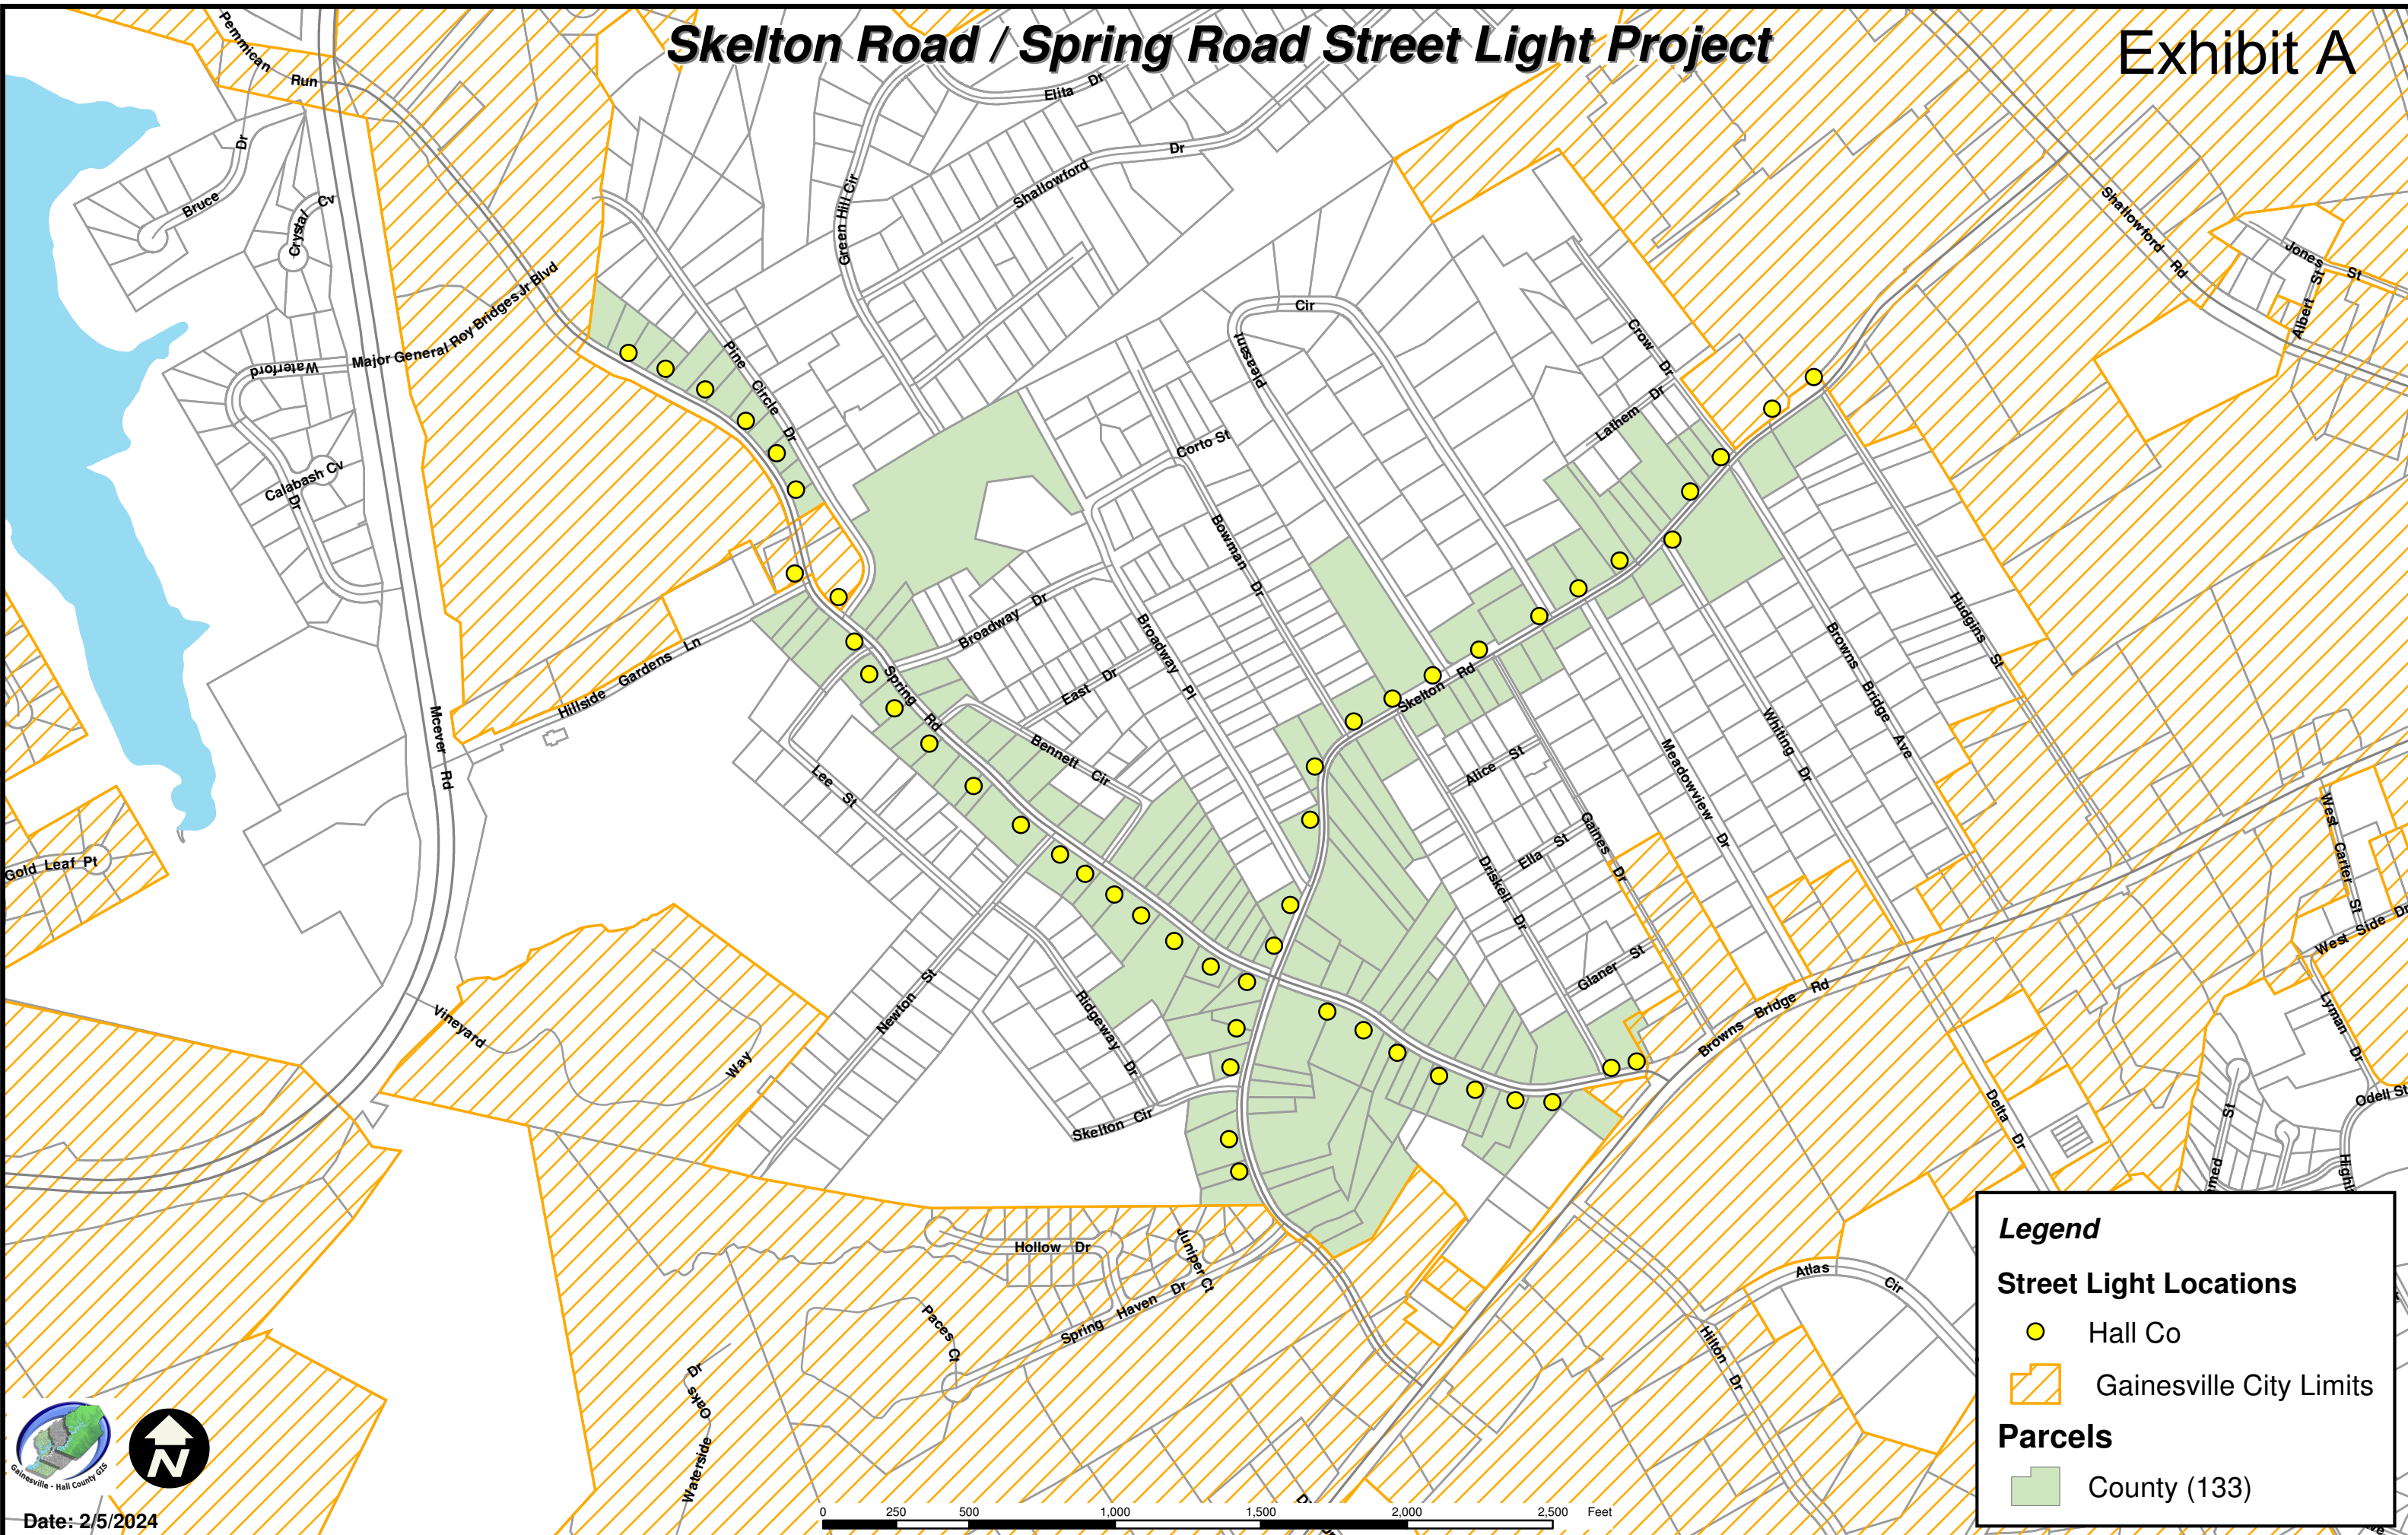 Skelton Road / Spring Road Street Light Project
Exhibit A
Pemmican Run
Elita Dr
Bruce Dr
Crystal Cv
Green Hill Cir
Shallowford Dr
Shallowford Rd
Jones St
Albert St
Major General Roy Bridges Jr Blvd
Waterford Dr
Calabash Cv
Pine Circle Dr
Pleasant Cir
Crow Dr
Lathem Dr
Corto St
Bowman Dr
Broadway Dr
Broadway Pl
East Dr
Hillside Gardens Ln
Spring Rd
Skelton Rd
Mcever Rd
Bennett Cir
Lee St
Alice St
Ella St
Gaines Dr
Driskell Dr
Glaner St
Meadowview Dr
Whiting Dr
Browns Bridge Ave
Hudgins St
West Carter St
West Side Dr
Lyman Dr
Odell St
Gold Leaf Pt
Vineyard Way
Newton St
Ridgeway Dr
Skelton Cir
Browns Bridge Rd
Delta Dr
St
Hollow Dr
Juniper Ct
Spring Haven Dr
Paces Ct
Waterside Oaks Dr
Atlas Cir
Hilton Dr
Legend
Street Light Locations
Hall Co
Gainesville City Limits
Parcels
County (133)
Gainesville - Hall County GIS
N
Date: 2/5/2024
0 250 500 1,000 1,500 2,000 2,500 Feet